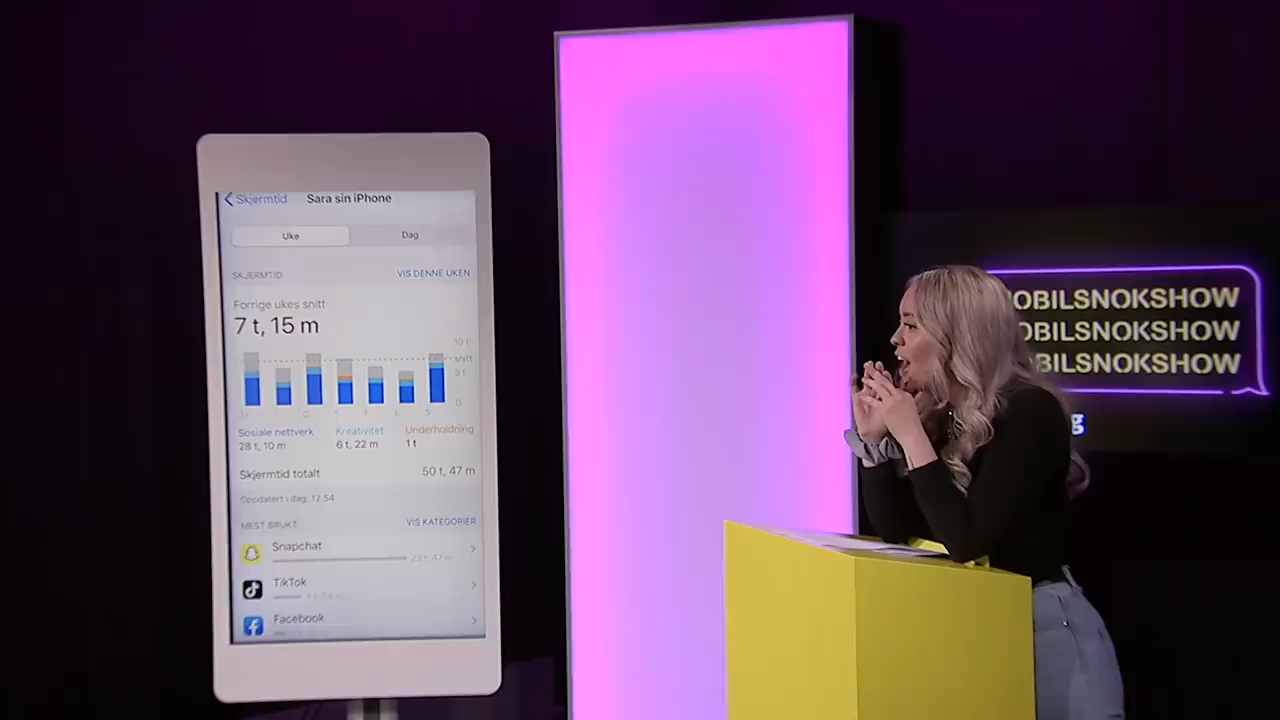 Skjermtid Sara sin iPhone
Uke Dag
SKJERMTID VIS DENNE UKEN
Forrige ukes snitt
7 t, 15 m
10 t
snitt
Sosiale nettverk Kreativitet Underholdning
28 t, 10 m 6 t, 22 m 1 t
Skjermtid totalt 50 t, 47 m
Oppdatert i dag, 12:54
MEST BRUKT VIS KATEGORIER
Snapchat
TikTok
Facebook
OBILSNOKSHOW
OBILSNOKSHOW
BILSNOKSHOW
g